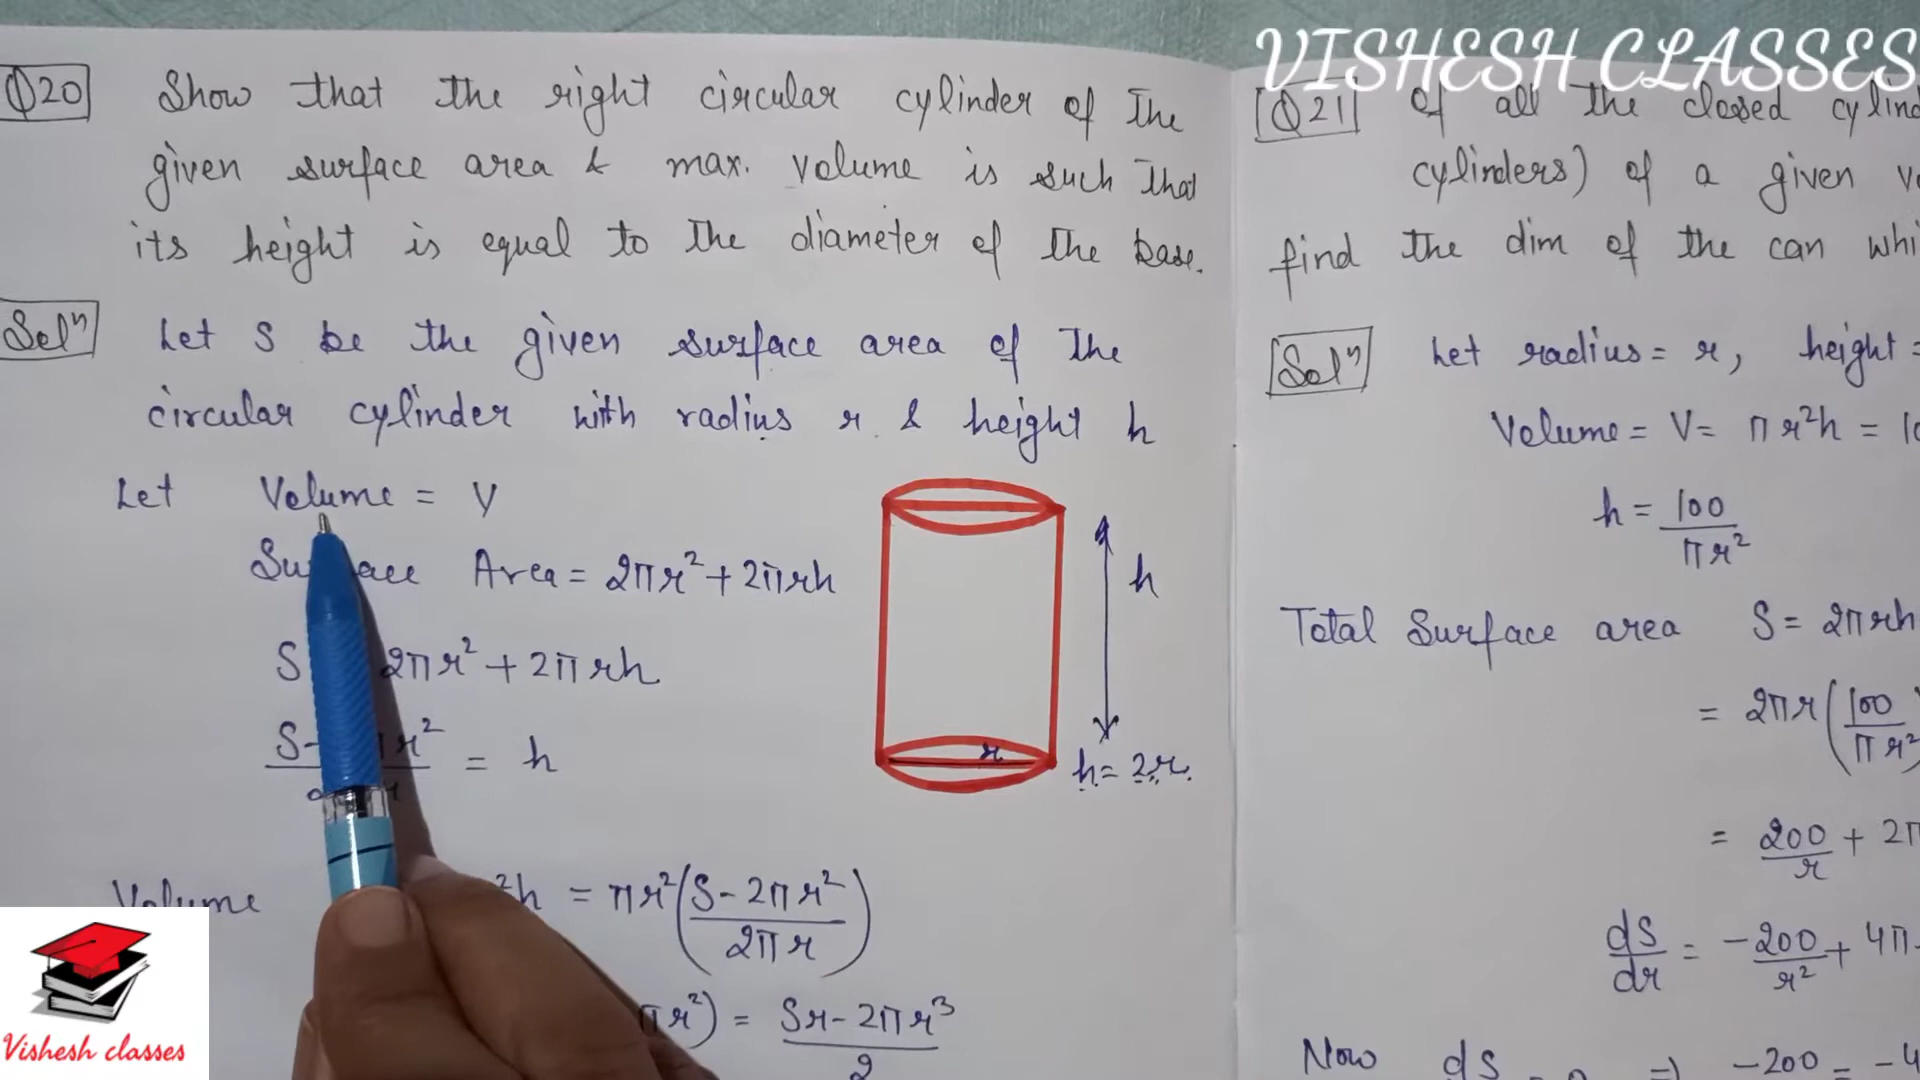 VISHESH CLASSES
Q20 Show that the right circular cylinder of the
given surface area & max. volume is such that
its height is equal to the diameter of the base.
Solⁿ Let S be the given surface area of the
circular cylinder with radius r & height h
Let Volume = V
Area = 2πr² + 2πrh
S 2πr² + 2πrh
S- r² = h
h
r
h = 2r
Volume ²h = πr²(S - 2πr² / 2πr)
πr²) = Sr - 2πr³ / 2
Q21 Of all the closed
cylinders) of a given
find the dim of the can
Solⁿ Let radius = r, height =
Volume = V = πr²h =
h = 100 / πr²
Total Surface area S = 2πrh
= 2πr(100 / πr²
= 200 / r +
dS/dr = -200 / r² + 4π
Now dS ⇒ -200 =
Vishesh classes